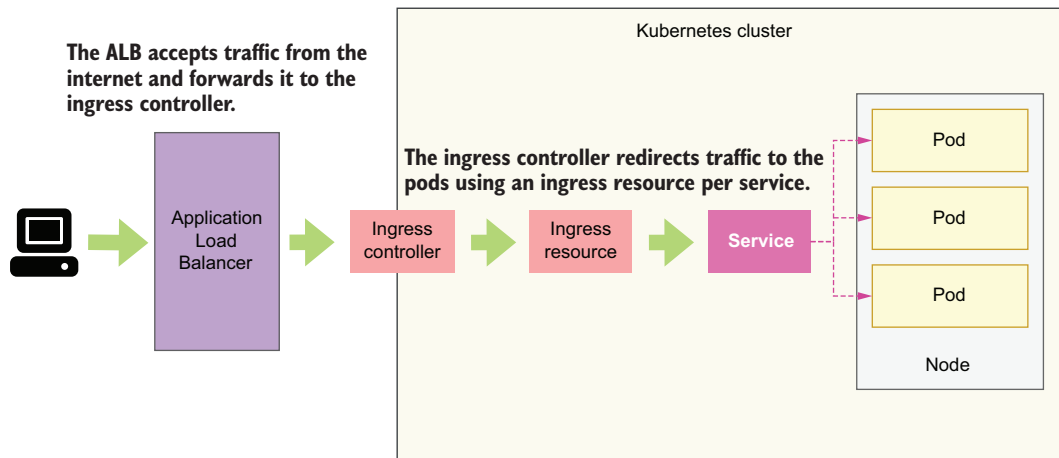 Kubernetes cluster
The ALB accepts traffic from the
internet and forwards it to the
ingress controller.
The ingress controller redirects traffic to the
pods using an ingress resource per service.
Application
Load
Balancer
Ingress
controller
Ingress
resource
Service
Pod
Pod
Pod
Node